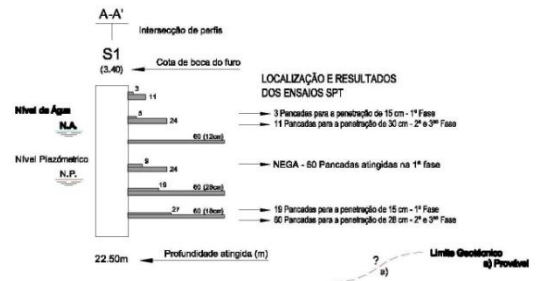 A-A'
Intersecção de perfis
S1
(3.40)
Cota de boca do furo
LOCALIZAÇÃO E RESULTADOS
DOS ENSAIOS SPT
3
11
Nível da Água
N.A.
5
24
60 (12cm)
3 Pancadas para a penetração de 15 cm - 1ª Fase
11 Pancadas para a penetração de 30 cm - 2ª e 3ªª Fase
Nível Piezométrico
N.P.
9
24
NEGA - 60 Pancadas atingidas na 1ª fase
19
60 (28cm)
27
60 (18cm)
19 Pancadas para a penetração de 15 cm - 1ª Fase
60 Pancadas para a penetração de 28 cm - 2ª e 3ªª Fase
22.50m
Profundidade atingida (m)
?
a)
Limite Geotécnico
a) Provável